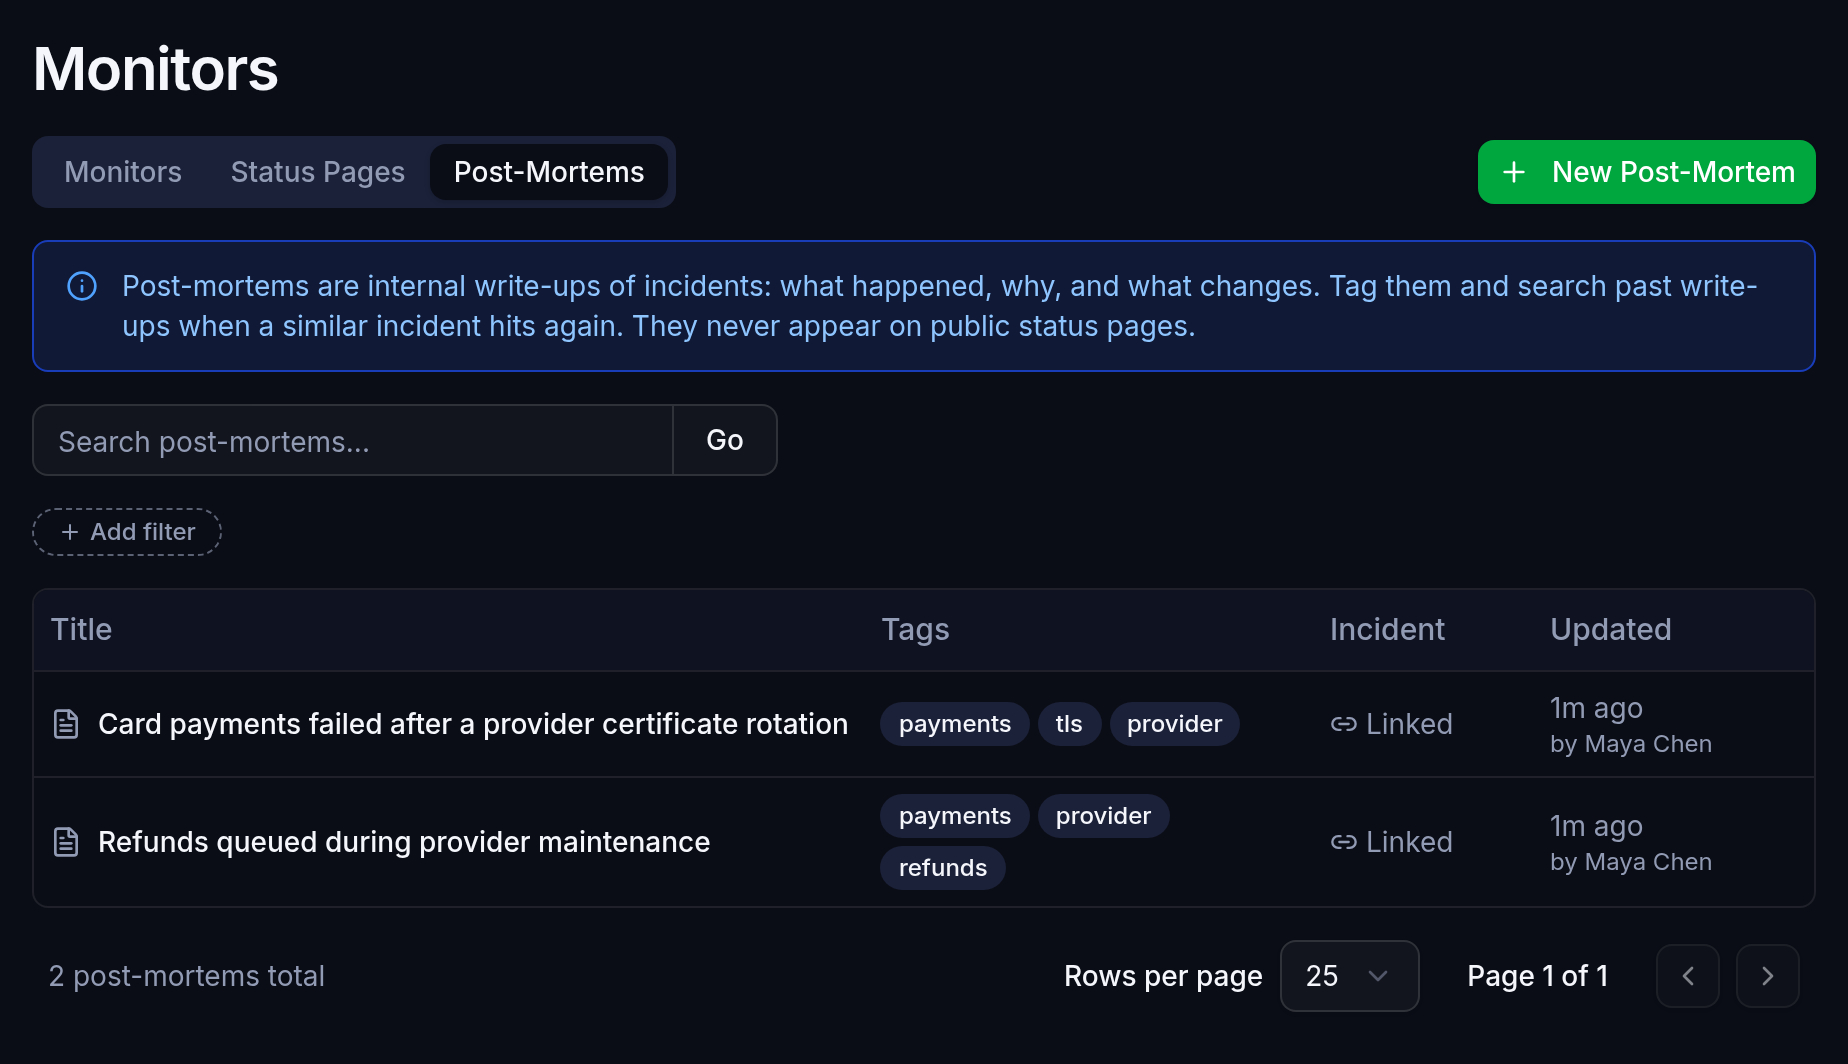 Monitors
Monitors Status Pages Post-Mortems
New Post-Mortem
Post-mortems are internal write-ups of incidents: what happened, why, and what changes. Tag them and search past write-
ups when a similar incident hits again. They never appear on public status pages.
Search post-mortems...
Go
Add filter
Title Tags Incident Updated
Card payments failed after a provider certificate rotation payments tls provider Linked 1m ago
by Maya Chen
Refunds queued during provider maintenance payments provider Linked 1m ago
refunds by Maya Chen
2 post-mortems total Rows per page 25 Page 1 of 1